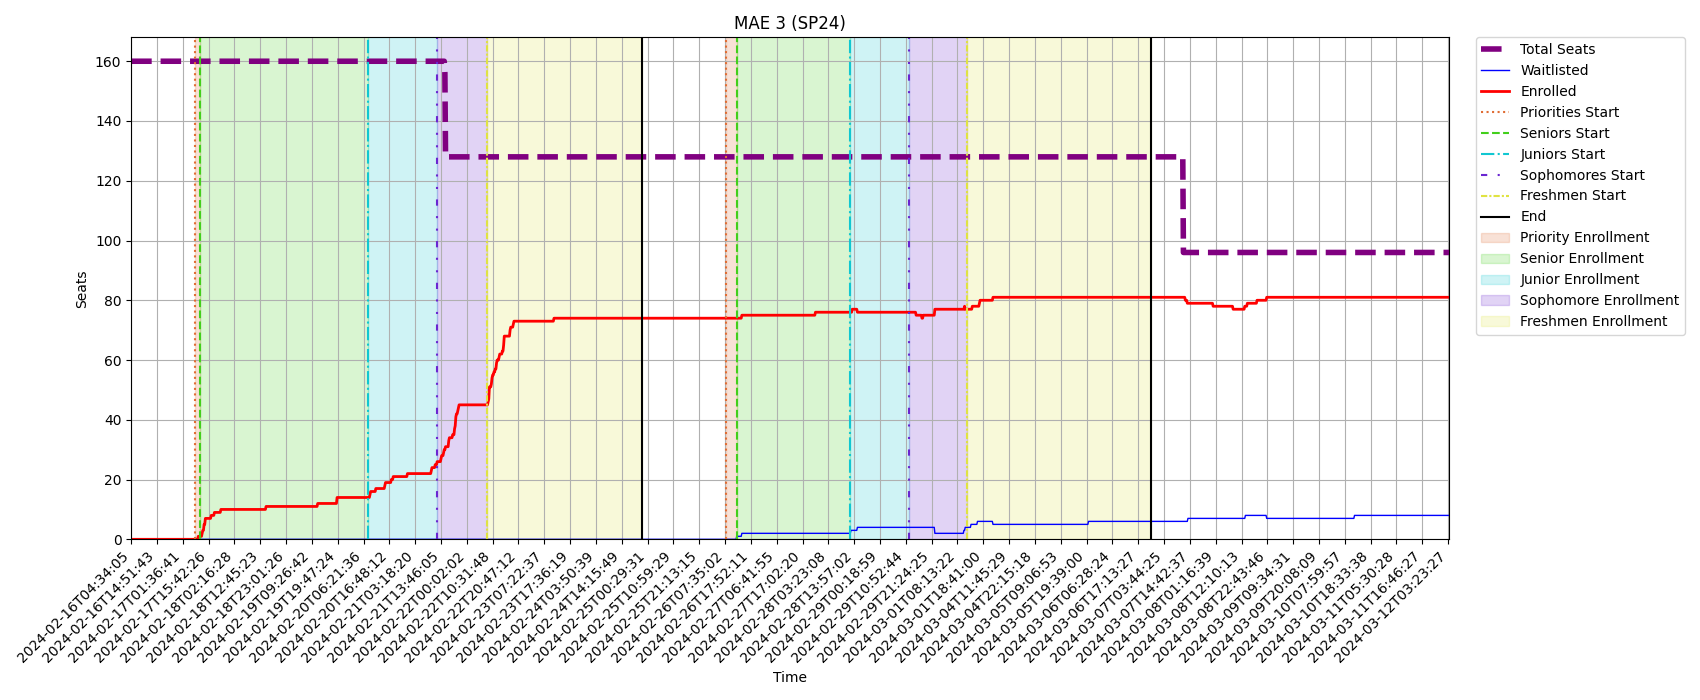 MAE 3 (SP24)
Seats
160
140
120
100
80
60
40
20
0
2024-02-16T04:34:05
2024-02-16T14:51:43
2024-02-17T01:36:41
2024-02-17T15:42:26
2024-02-18T02:16:28
2024-02-18T12:45:23
2024-02-18T23:01:26
2024-02-19T09:26:42
2024-02-19T19:47:24
2024-02-20T06:21:36
2024-02-20T16:48:12
2024-02-21T03:18:20
2024-02-21T13:46:05
2024-02-22T00:02:02
2024-02-22T10:31:48
2024-02-22T20:47:12
2024-02-23T07:22:37
2024-02-23T17:36:19
2024-02-24T03:50:39
2024-02-24T14:15:49
2024-02-25T00:29:31
2024-02-25T10:59:29
2024-02-25T21:13:15
2024-02-26T07:35:02
2024-02-26T17:52:11
2024-02-27T06:41:55
2024-02-27T17:02:20
2024-02-28T03:23:08
2024-02-28T13:57:02
2024-02-29T00:18:59
2024-02-29T10:52:44
2024-02-29T21:24:25
2024-03-01T08:13:22
2024-03-01T18:41:00
2024-03-04T11:45:29
2024-03-04T22:15:18
2024-03-05T09:06:53
2024-03-05T19:39:00
2024-03-06T06:28:24
2024-03-06T17:13:27
2024-03-07T03:44:25
2024-03-07T14:42:37
2024-03-08T01:16:39
2024-03-08T12:10:13
2024-03-08T22:43:46
2024-03-09T09:34:31
2024-03-09T20:08:09
2024-03-10T07:59:57
2024-03-10T18:33:38
2024-03-11T05:30:28
2024-03-11T16:46:27
2024-03-12T03:23:27
Time
Total Seats
Waitlisted
Enrolled
Priorities Start
Seniors Start
Juniors Start
Sophomores Start
Freshmen Start
End
Priority Enrollment
Senior Enrollment
Junior Enrollment
Sophomore Enrollment
Freshmen Enrollment